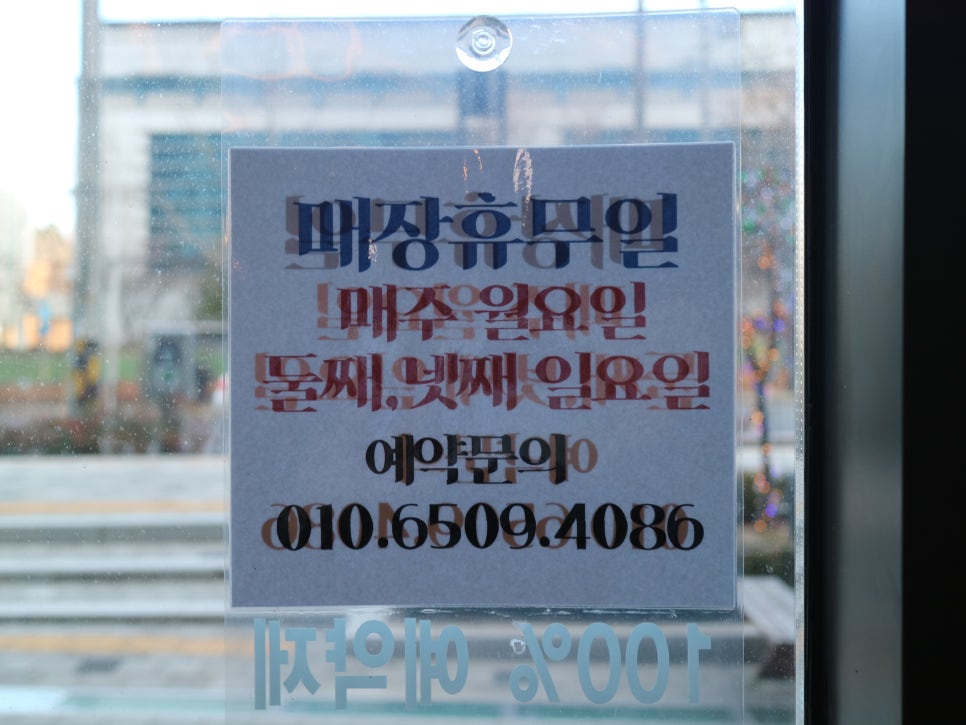 매장휴무일
매주 월요일
둘째,넷째 일요일
예약문의
010.6509.4086
100% 예약제